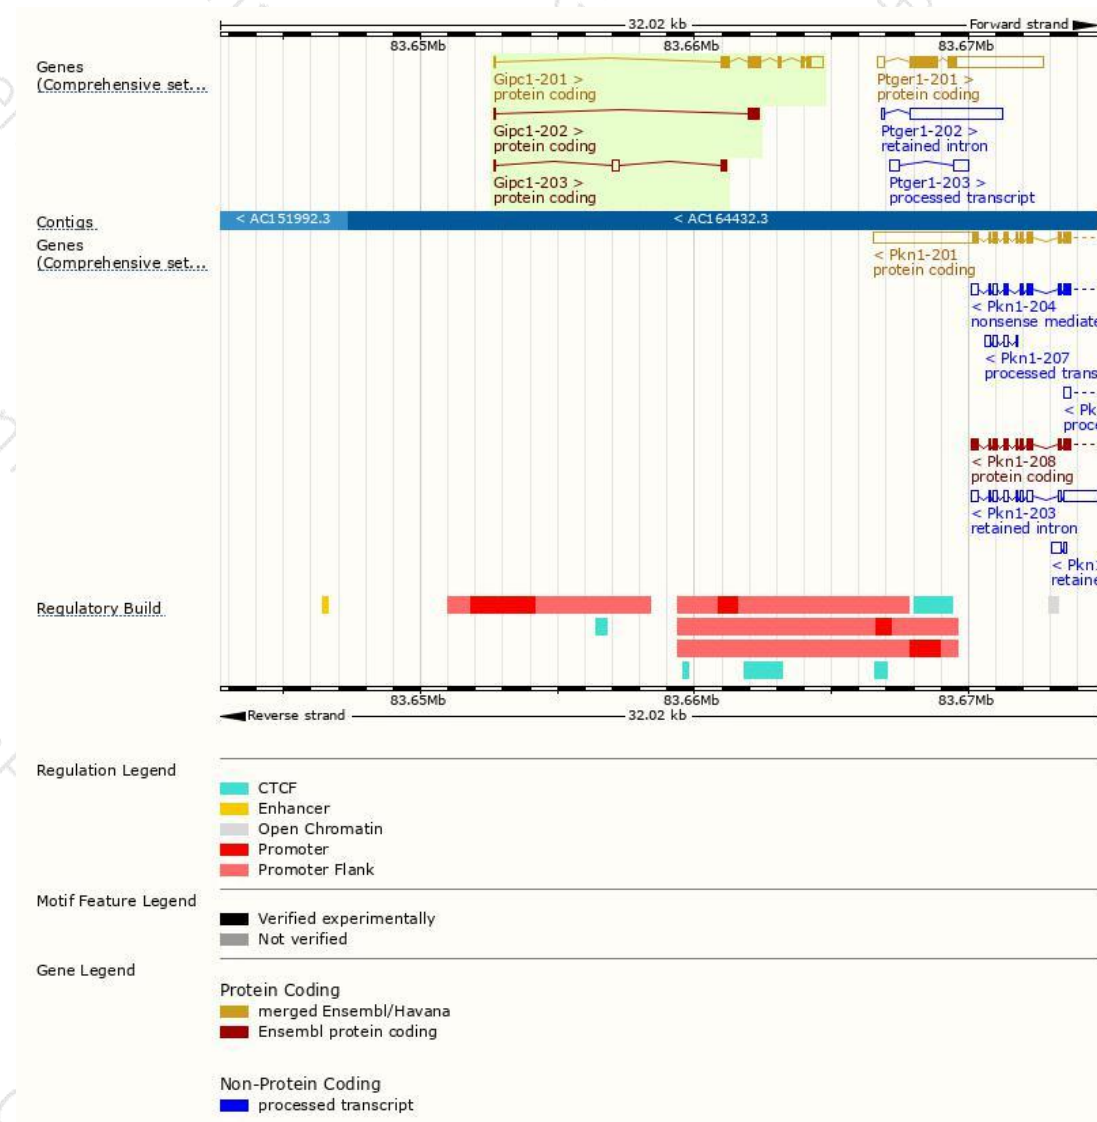 32.02 kb Forward strand
83.65Mb 83.66Mb 83.67Mb
Genes
(Comprehensive set...
Gipc1-201 >
protein coding
Ptger1-201 >
protein coding
Gipc1-202 >
protein coding
Ptger1-202 >
retained intron
Gipc1-203 >
protein coding
Ptger1-203 >
processed transcript
Contigs
< AC151992.3 < AC164432.3
Genes
(Comprehensive set...
< Pkn1-201
protein coding
< Pkn1-204
nonsense mediate
< Pkn1-207
processed trans
< Pk
proce
< Pkn1-208
protein coding
< Pkn1-203
retained intron
< Pkn
retaine
Regulatory Build
83.65Mb 83.66Mb 83.67Mb
Reverse strand 32.02 kb
Regulation Legend
CTCF
Enhancer
Open Chromatin
Promoter
Promoter Flank
Motif Feature Legend
Verified experimentally
Not verified
Gene Legend
Protein Coding
merged Ensembl/Havana
Ensembl protein coding
Non-Protein Coding
processed transcript